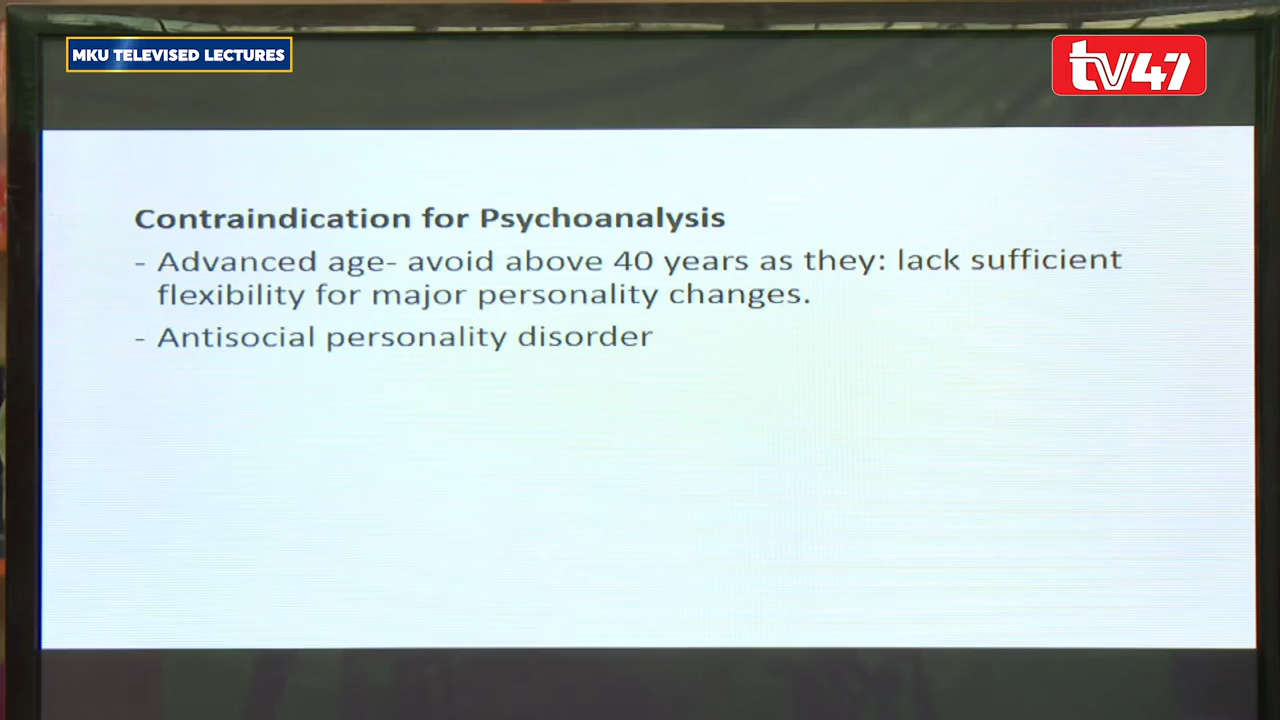 MKU TELEVISED LECTURES
tv47
Contraindication for Psychoanalysis
- Advanced age- avoid above 40 years as they: lack sufficient
flexibility for major personality changes.
- Antisocial personality disorder